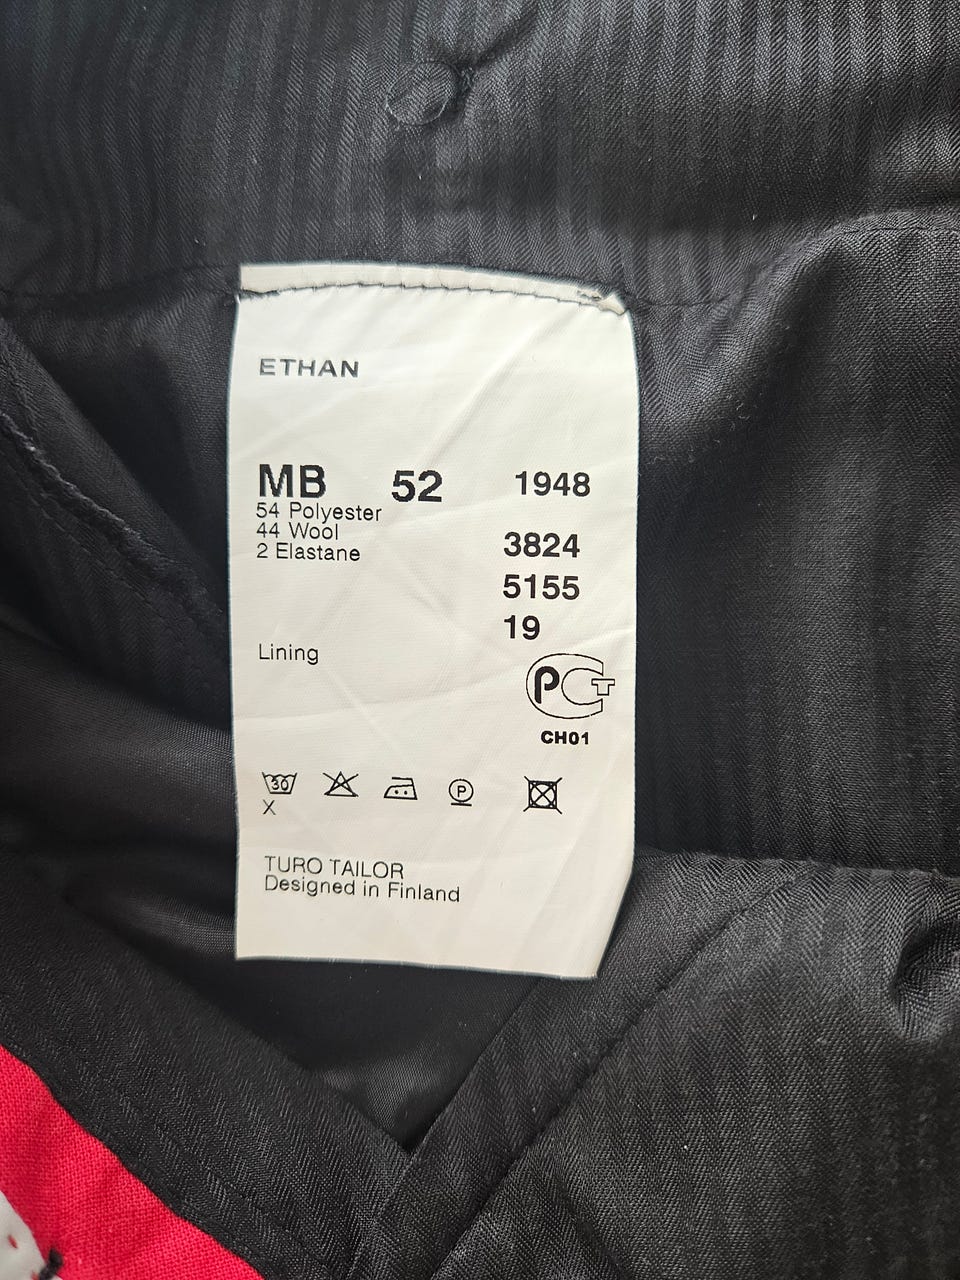 ETHAN
MB 52 1948
54 Polyester
44 Wool
2 Elastane
3824
5155
19
Lining
PCT
CH01
30 P
X
TURO TAILOR
Designed in Finland